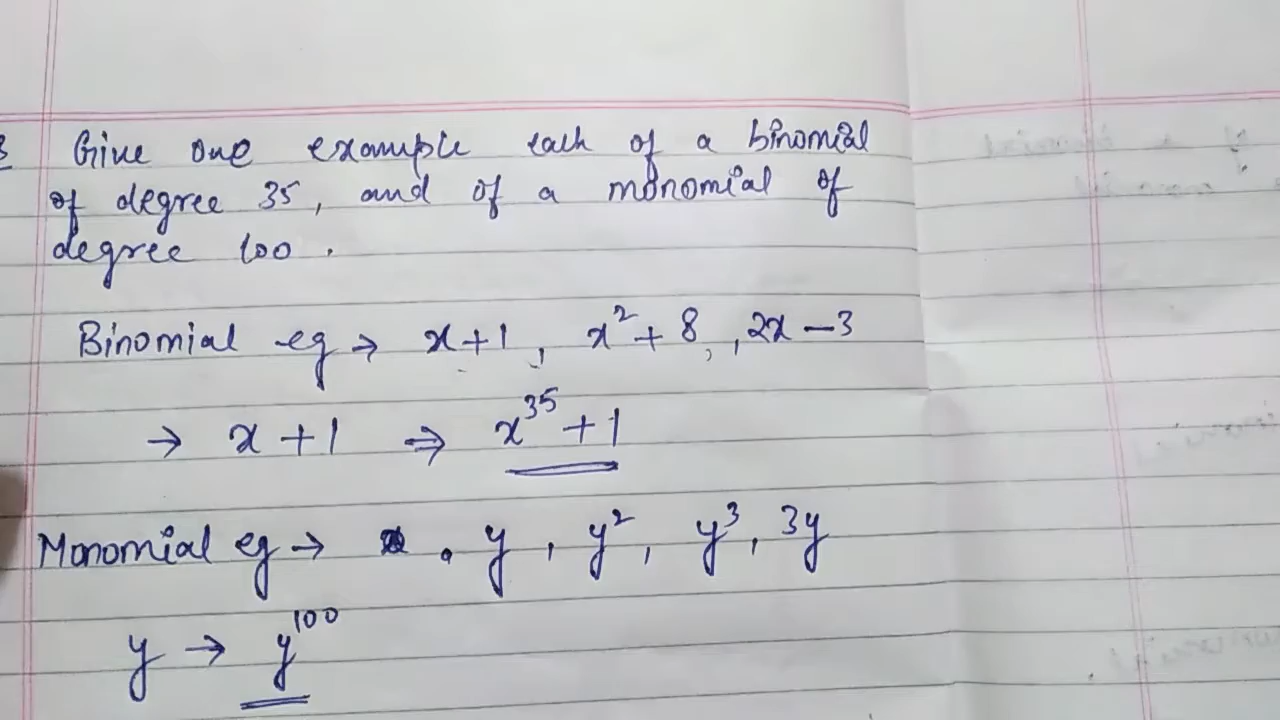 3 Give one example each of a binomial
of degree 35, and of a monomial of
degree 100.
Binomial eg → x+1, x²+8, ,2x-3
→ x+1 ⇒ x³⁵+1
Monomial eg → . y, y², y³, 3y
y → y¹⁰⁰